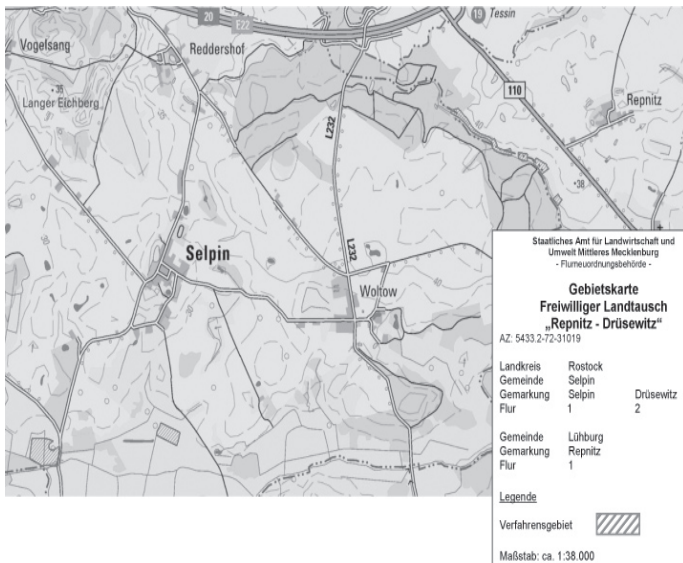 20
E22
19 Tessin
Vogelsang
Reddershof
35
Langer Eichberg
110
Repnitz
L232
38
Selpin
L232
Woltow
Staatliches Amt für Landwirtschaft und
Umwelt Mittleres Mecklenburg
- Flurneuordnungsbehörde -
Gebietskarte
Freiwilliger Landtausch
„Repnitz - Drüsewitz“
AZ: 5433.2-72-31019
Landkreis Rostock
Gemeinde Selpin
Gemarkung Selpin Drüsewitz
Flur 1 2
Gemeinde Lühburg
Gemarkung Repnitz
Flur 1
Legende
Verfahrensgebiet
Maßstab: ca. 1:38.000